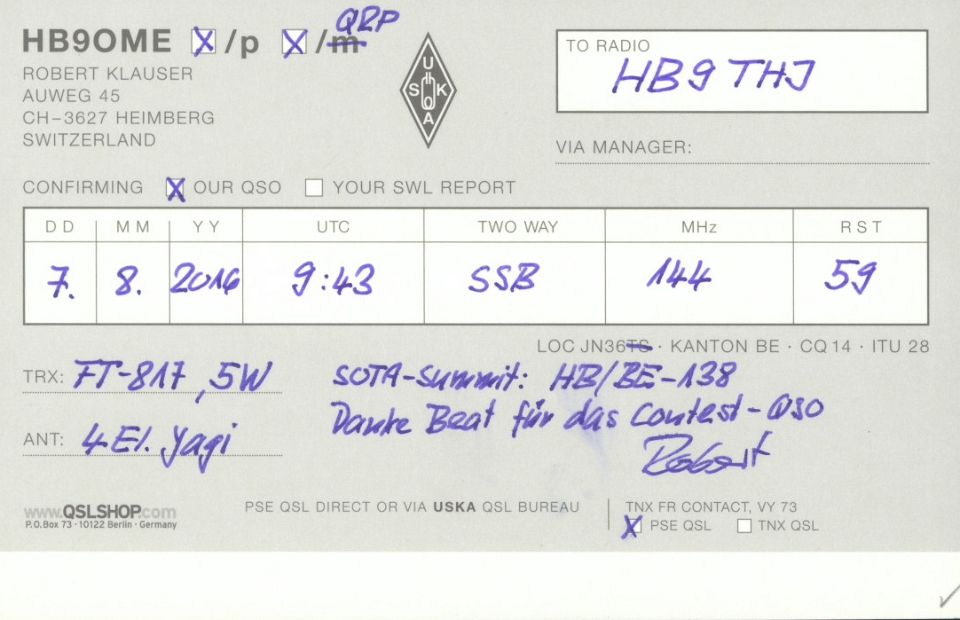 QRP
HB9OME ☒ /p ☒ /m
ROBERT KLAUSER
AUWEG 45
CH-3627 HEIMBERG
SWITZERLAND
USKA
TO RADIO
HB9THJ
VIA MANAGER:
CONFIRMING ☒ OUR QSO ☐ YOUR SWL REPORT
DD MM YY UTC TWO WAY MHz RST
7. 8. 2016 9:43 SSB 144 59
LOC JN36TS · KANTON BE · CQ 14 · ITU 28
TRX: FT-817, 5W
ANT: 4 El. Yagi
SOTA-Summit: HB/BE-138
Danke Beat für das Contest-QSO
Robert
www.QSLSHOP.com
P.O.Box 73 · 10122 Berlin · Germany
PSE QSL DIRECT OR VIA USKA QSL BUREAU
TNX FR CONTACT, VY 73
☒ PSE QSL ☐ TNX QSL